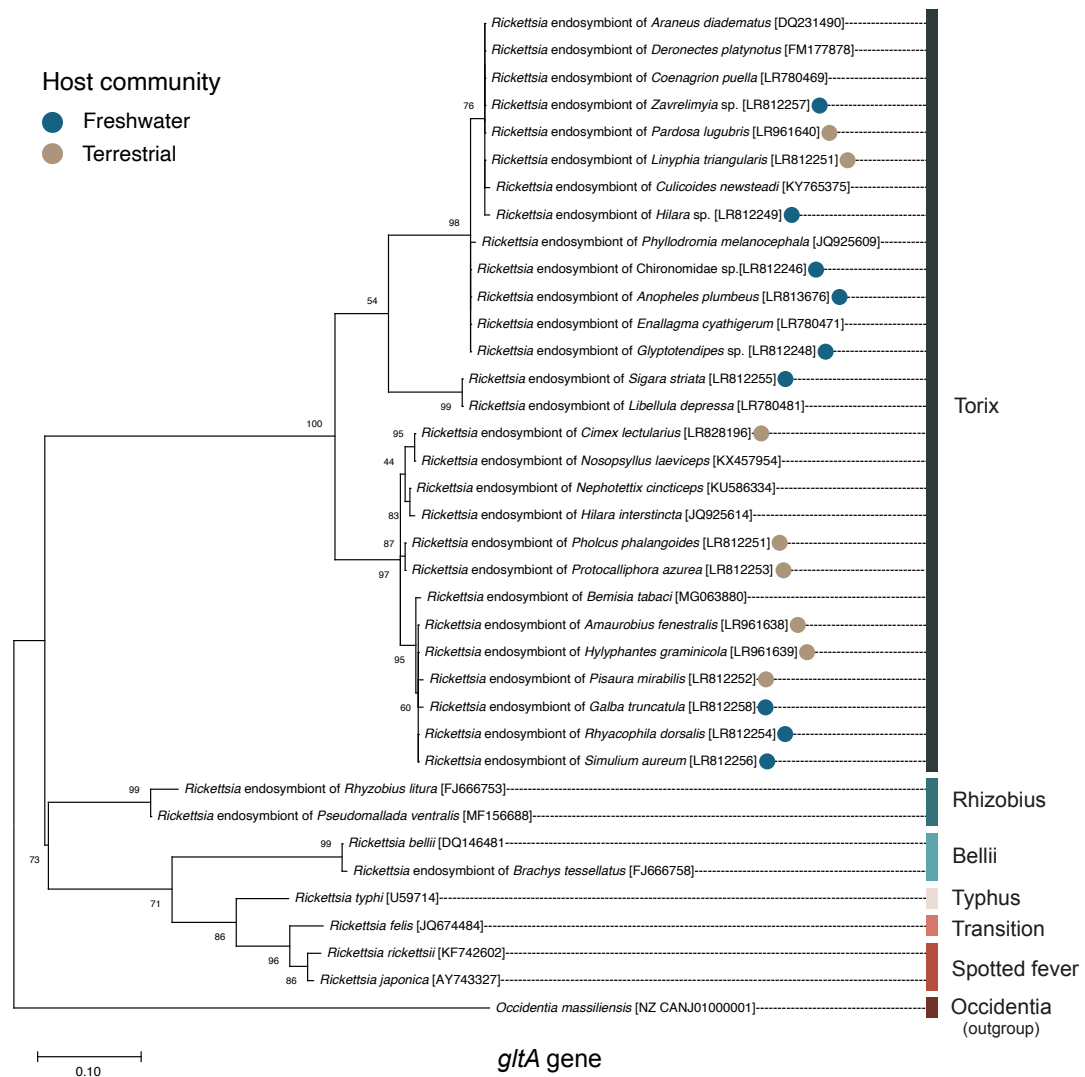 Host community
Freshwater
Terrestrial
Rickettsia endosymbiont of Araneus diadematus [DQ231490]
Rickettsia endosymbiont of Deronectes platynotus [FM177878]
Rickettsia endosymbiont of Coenagrion puella [LR780469]
76
Rickettsia endosymbiont of Zavrelimyia sp. [LR812257]
Rickettsia endosymbiont of Pardosa lugubris [LR961640]
Rickettsia endosymbiont of Linyphia triangularis [LR812251]
Rickettsia endosymbiont of Culicoides newsteadi [KY765375]
Rickettsia endosymbiont of Hilara sp. [LR812249]
98
Rickettsia endosymbiont of Phyllodromia melanocephala [JQ925609]
Rickettsia endosymbiont of Chironomidae sp.[LR812246]
Rickettsia endosymbiont of Anopheles plumbeus [LR813676]
54
Rickettsia endosymbiont of Enallagma cyathigerum [LR780471]
Rickettsia endosymbiont of Glyptotendipes sp. [LR812248]
Rickettsia endosymbiont of Sigara striata [LR812255]
99
Rickettsia endosymbiont of Libellula depressa [LR780481]
Torix
100
95
Rickettsia endosymbiont of Cimex lectularius [LR828196]
44
Rickettsia endosymbiont of Nosopsyllus laeviceps [KX457954]
Rickettsia endosymbiont of Nephotettix cincticeps [KU586334]
83
Rickettsia endosymbiont of Hilara interstincta [JQ925614]
87
Rickettsia endosymbiont of Pholcus phalangoides [LR812251]
97
Rickettsia endosymbiont of Protocalliphora azurea [LR812253]
Rickettsia endosymbiont of Bemisia tabaci [MG063880]
Rickettsia endosymbiont of Amaurobius fenestralis [LR961638]
95
Rickettsia endosymbiont of Hylyphantes graminicola [LR961639]
Rickettsia endosymbiont of Pisaura mirabilis [LR812252]
60
Rickettsia endosymbiont of Galba truncatula [LR812258]
Rickettsia endosymbiont of Rhyacophila dorsalis [LR812254]
Rickettsia endosymbiont of Simulium aureum [LR812256]
99
Rickettsia endosymbiont of Rhyzobius litura [FJ666753]
Rhizobius
Rickettsia endosymbiont of Pseudomallada ventralis [MF156688]
73
99
Rickettsia bellii [DQ146481
Bellii
Rickettsia endosymbiont of Brachys tessellatus [FJ666758]
71
Rickettsia typhi [U59714]
Typhus
86
Rickettsia felis [JQ674484]
Transition
96
Rickettsia rickettsii [KF742602]
Spotted fever
86
Rickettsia japonica [AY743327]
Occidentia massiliensis [NZ CANJ01000001]
Occidentia
(outgroup)
0.10
gltA gene